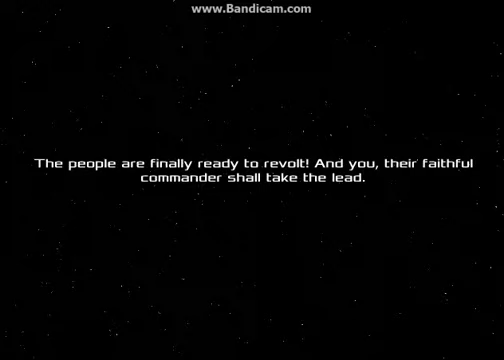 www.Bandicam.com
The people are finally ready to revolt! And you, their faithful
commander shall take the lead.